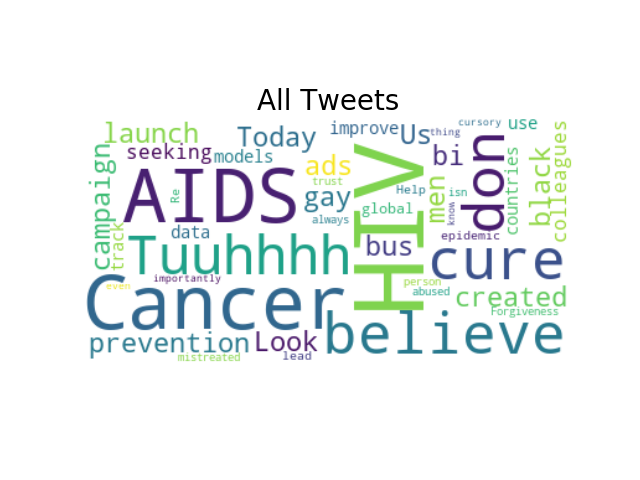 All Tweets
launch
Today
improve
Us
thing
cursory
use
seeking
models
ads
bi
don
black
colleagues
campaign
AIDS
Re
trust
gay
HIV
Help
men
isn
know
countries
always
global
track
data
Tuuhhhh
bus
epidemic
cure
importantly
even
Cancer
person
abused
created
Forgiveness
prevention
Look
believe
mistreated
lead